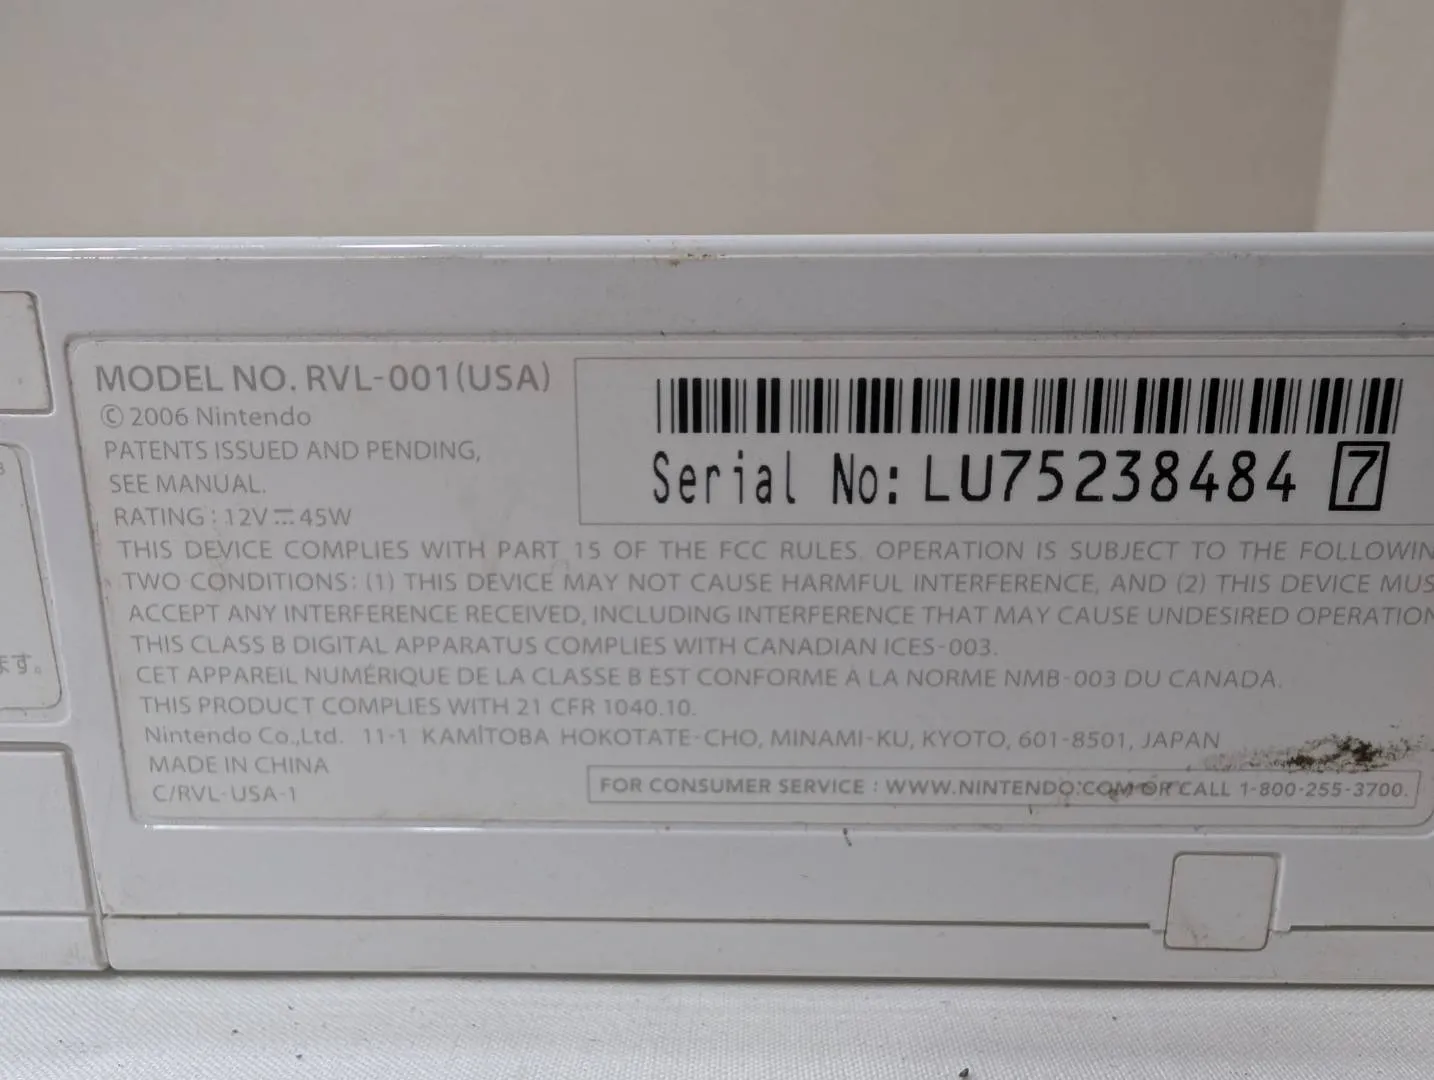 MODEL NO. RVL-001(USA)
© 2006 Nintendo
PATENTS ISSUED AND PENDING,
SEE MANUAL.
RATING : 12V ⎓ 45W
Serial No: LU75238484 7
THIS DEVICE COMPLIES WITH PART 15 OF THE FCC RULES. OPERATION IS SUBJECT TO THE FOLLOWIN
TWO CONDITIONS: (1) THIS DEVICE MAY NOT CAUSE HARMFUL INTERFERENCE, AND (2) THIS DEVICE MUS
ACCEPT ANY INTERFERENCE RECEIVED, INCLUDING INTERFERENCE THAT MAY CAUSE UNDESIRED OPERATION
THIS CLASS B DIGITAL APPARATUS COMPLIES WITH CANADIAN ICES-003.
CET APPAREIL NUMÉRIQUE DE LA CLASSE B EST CONFORME À LA NORME NMB-003 DU CANADA.
THIS PRODUCT COMPLIES WITH 21 CFR 1040.10.
Nintendo Co.,Ltd. 11-1 KAMITOBA HOKOTATE-CHO, MINAMI-KU, KYOTO, 601-8501, JAPAN
MADE IN CHINA
C/RVL-USA-1
FOR CONSUMER SERVICE : WWW.NINTENDO.COM OR CALL 1-800-255-3700.
ます。